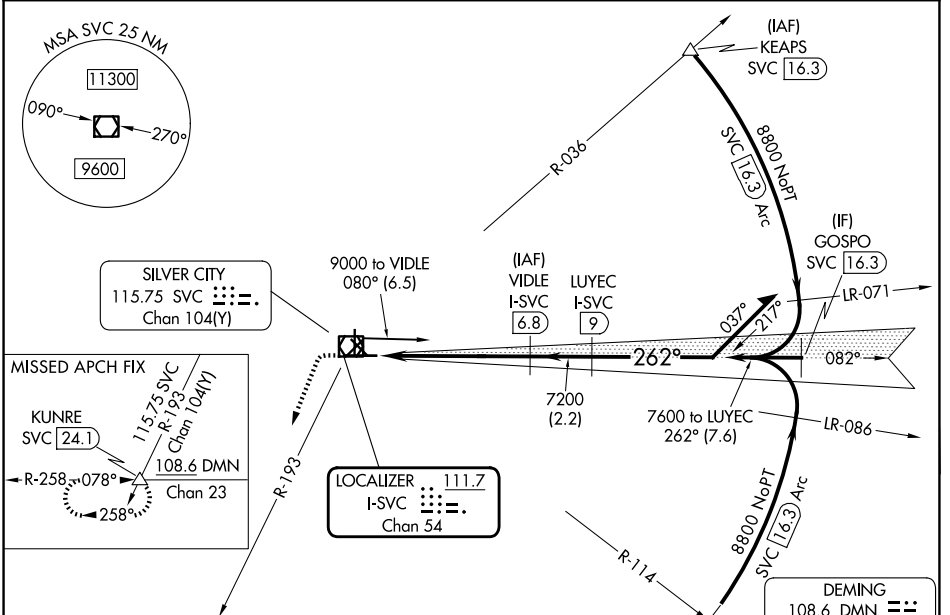 MSA SVC 25 NM
11300
090°
270°
9600
(IAF)
KEAPS
SVC 16.3
R-036
8800 NoPT
SVC 16.3 Arc
(IF)
GOSPO
SVC 16.3
SILVER CITY
115.75 SVC
Chan 104(Y)
9000 to VIDLE
080° (6.5)
(IAF)
VIDLE
I-SVC
6.8
LUYEC
I-SVC
9
037°
217°
LR-071
262°
082°
7200
(2.2)
7600 to LUYEC
262° (7.6)
LR-086
MISSED APCH FIX
KUNRE
SVC 24.1
115.75 SVC
R-193
Chan 104(Y)
108.6 DMN
Chan 23
R-258
078°
258°
R-193
LOCALIZER 111.7
I-SVC
Chan 54
8800 NoPT
SVC 16.3 Arc
R-114
DEMING
108.6 DMN